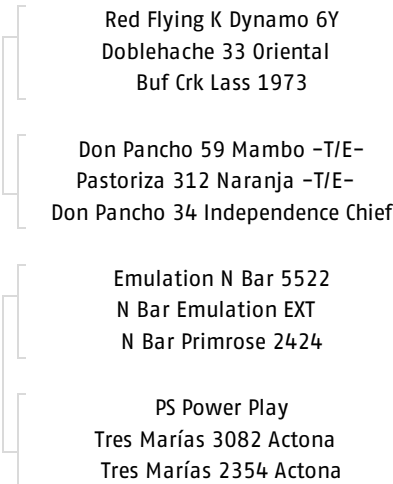 Red Flying K Dynamo 6Y
Doblehache 33 Oriental
Buf Crk Lass 1973
Don Pancho 59 Mambo -T/E-
Pastoriza 312 Naranja -T/E-
Don Pancho 34 Independence Chief
Emulation N Bar 5522
N Bar Emulation EXT
N Bar Primrose 2424
PS Power Play
Tres Marías 3082 Actona
Tres Marías 2354 Actona